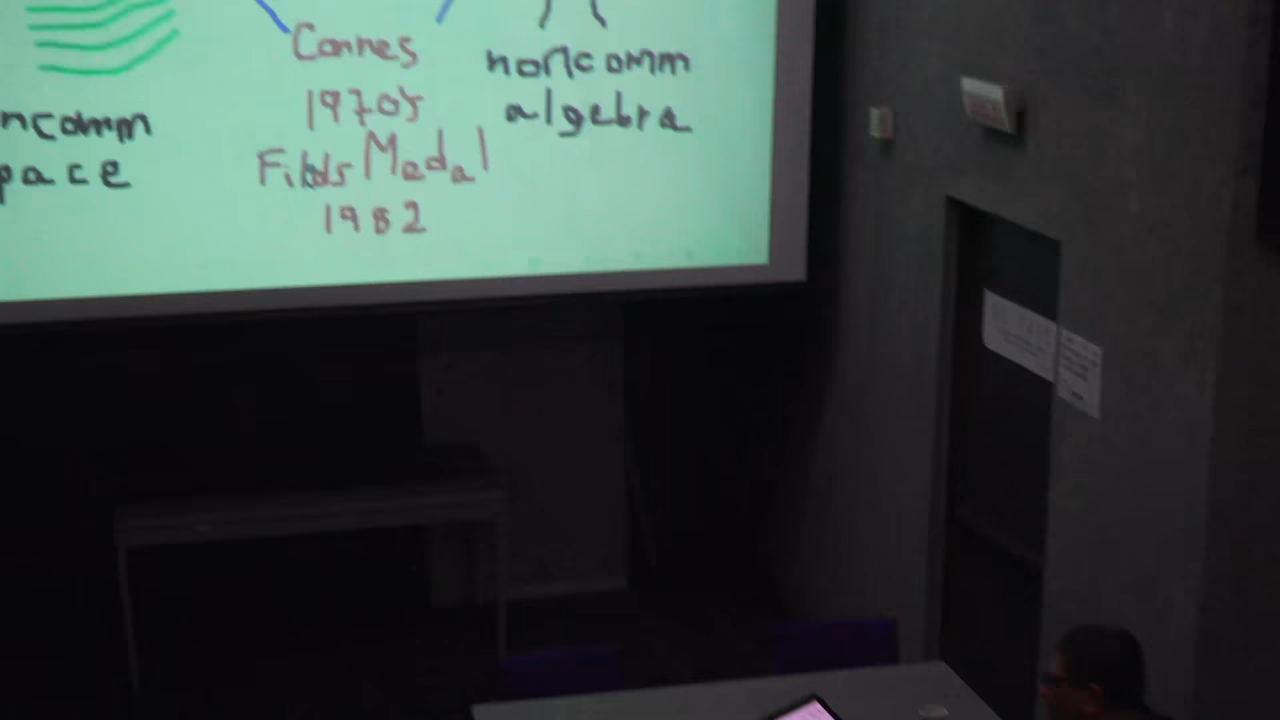 Connes
1970's
Fields Medal
1982
noncomm
algebra
ncomm
pace